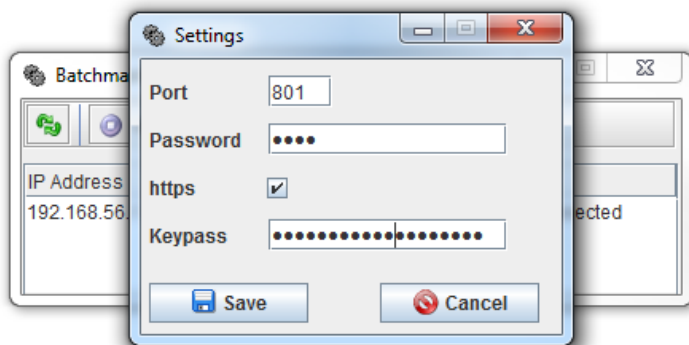 Settings
Batchma
Port 801
Password ••••
IP Address
https
192.168.56. ected
Keypass •••••••••••••••••••
Save Cancel